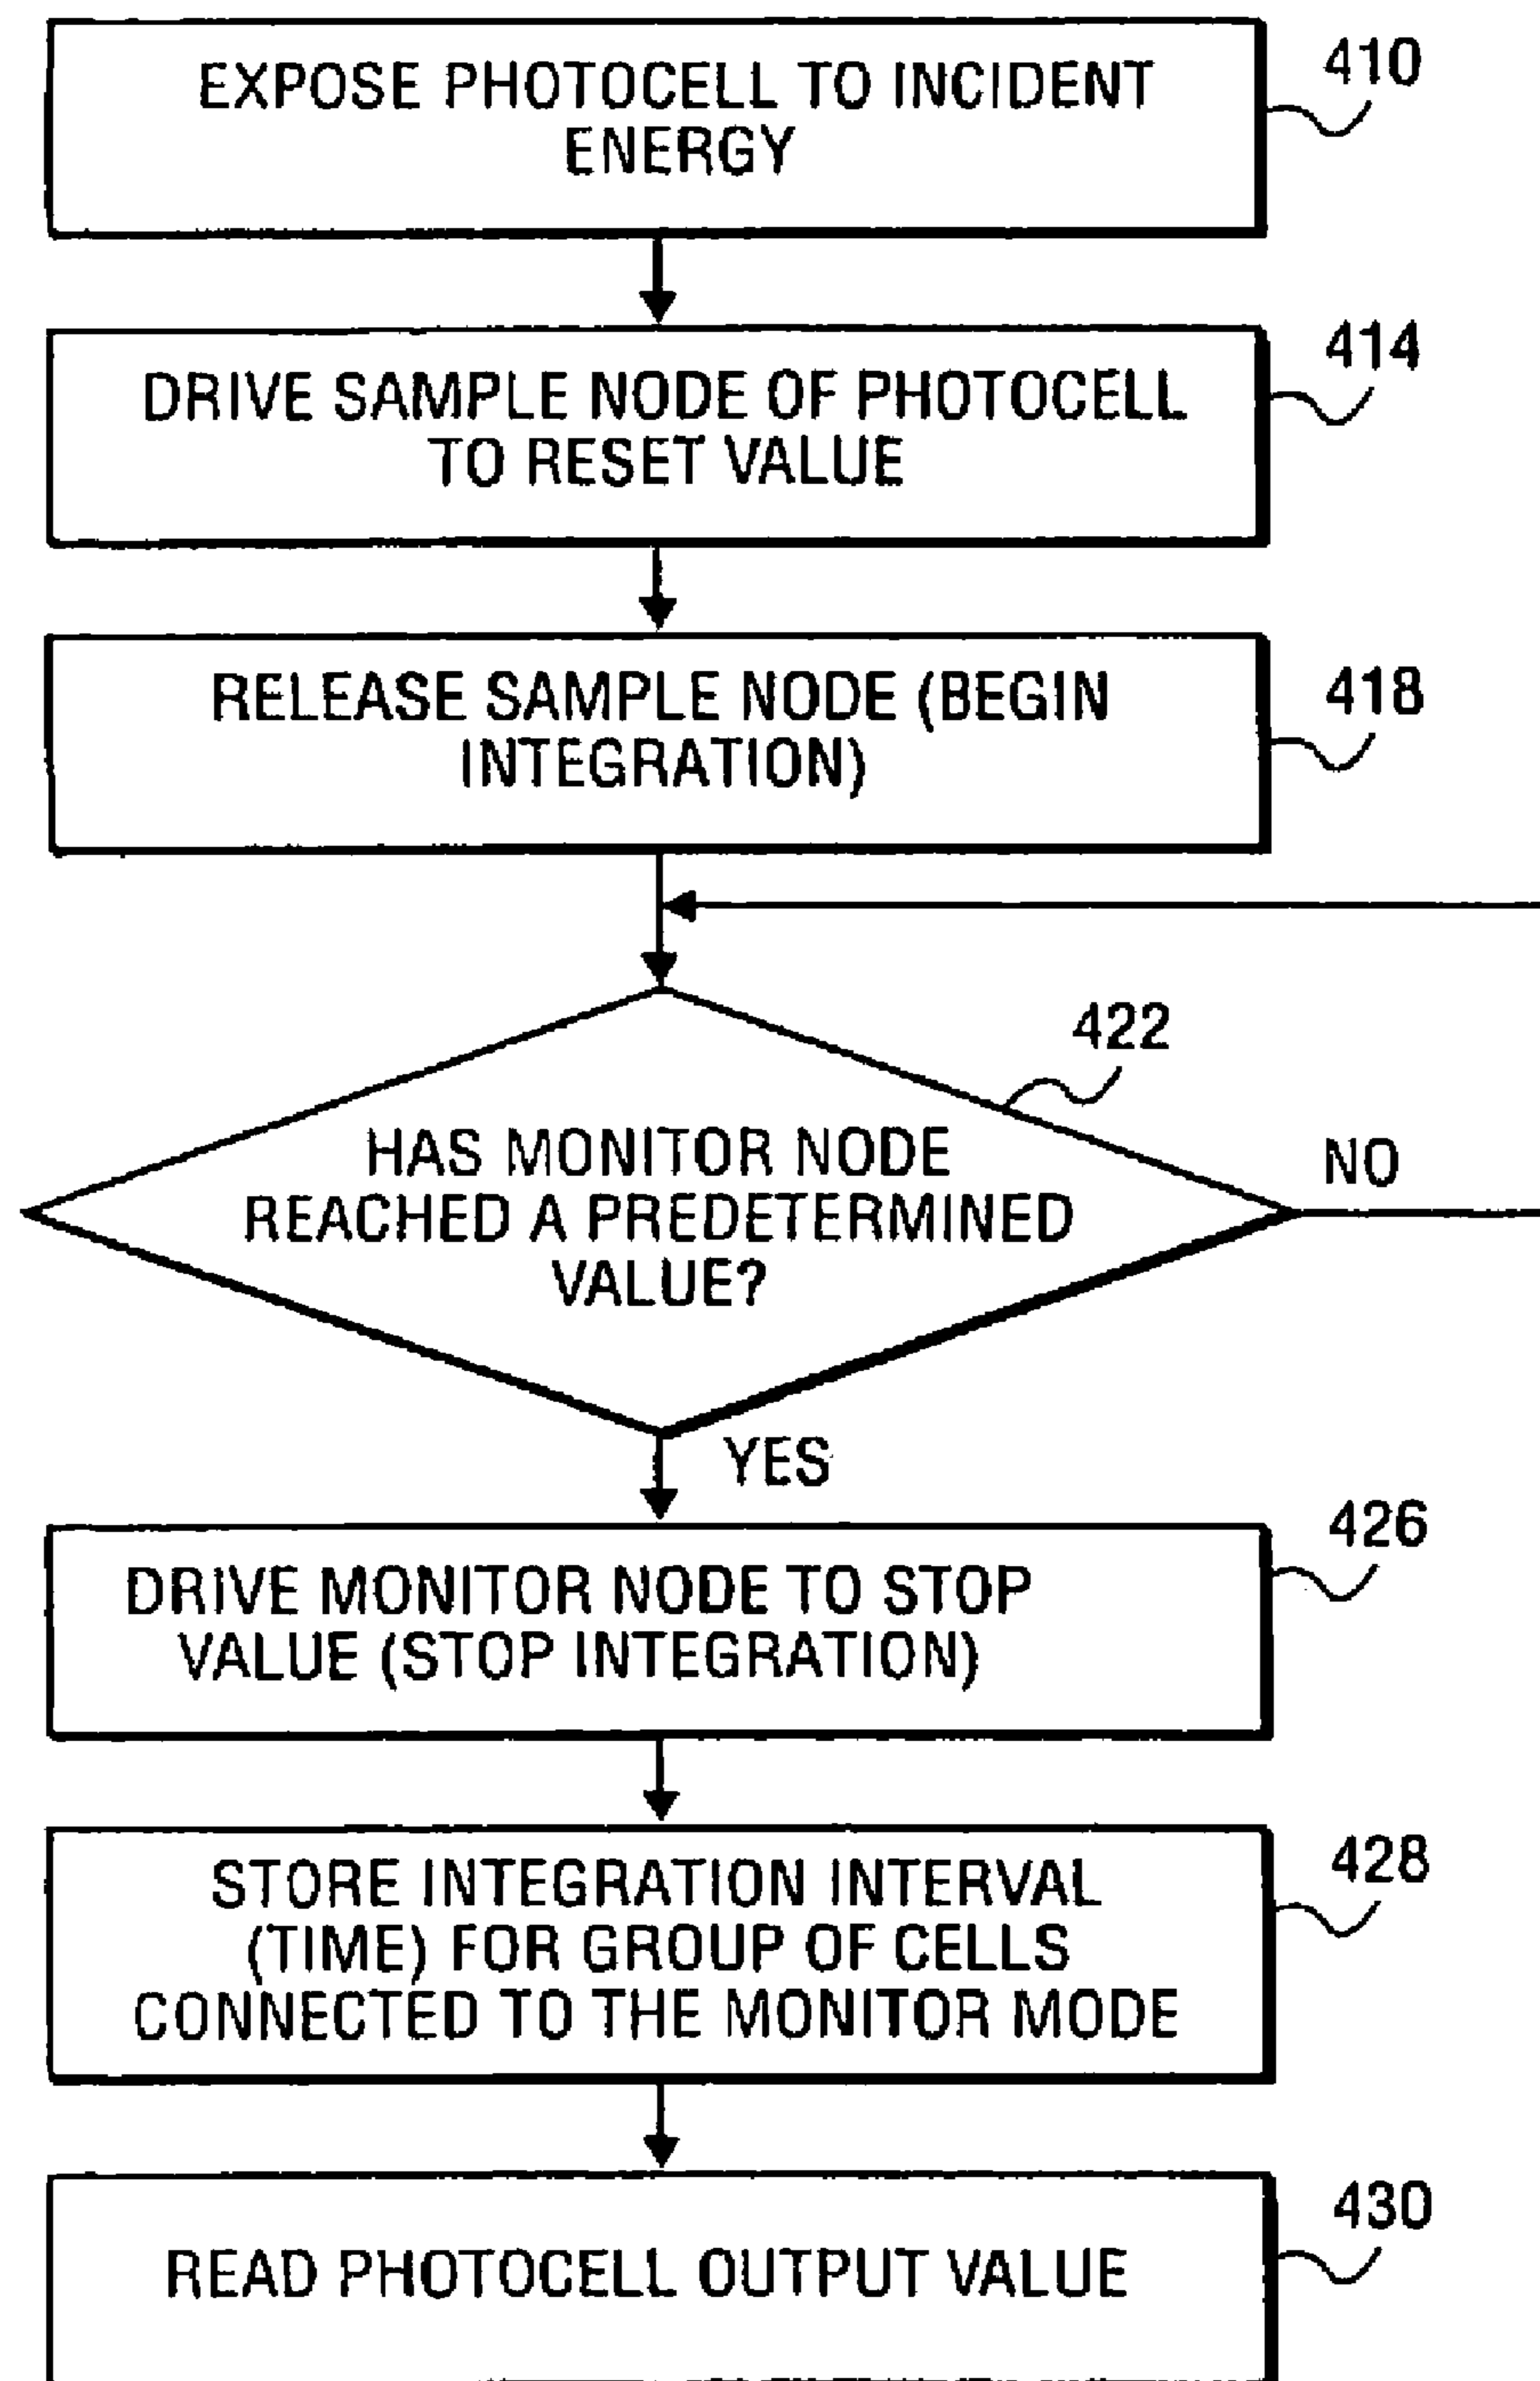 EXPOSE PHOTOCELL TO INCIDENT
ENERGY
410
DRIVE SAMPLE NODE OF PHOTOCELL
TO RESET VALUE
414
RELEASE SAMPLE NODE (BEGIN
INTEGRATION)
418
422
HAS MONITOR NODE
REACHED A PREDETERMINED
VALUE?
NO
YES
DRIVE MONITOR NODE TO STOP
VALUE (STOP INTEGRATION)
426
STORE INTEGRATION INTERVAL
(TIME) FOR GROUP OF CELLS
CONNECTED TO THE MONITOR MODE
428
READ PHOTOCELL OUTPUT VALUE
430